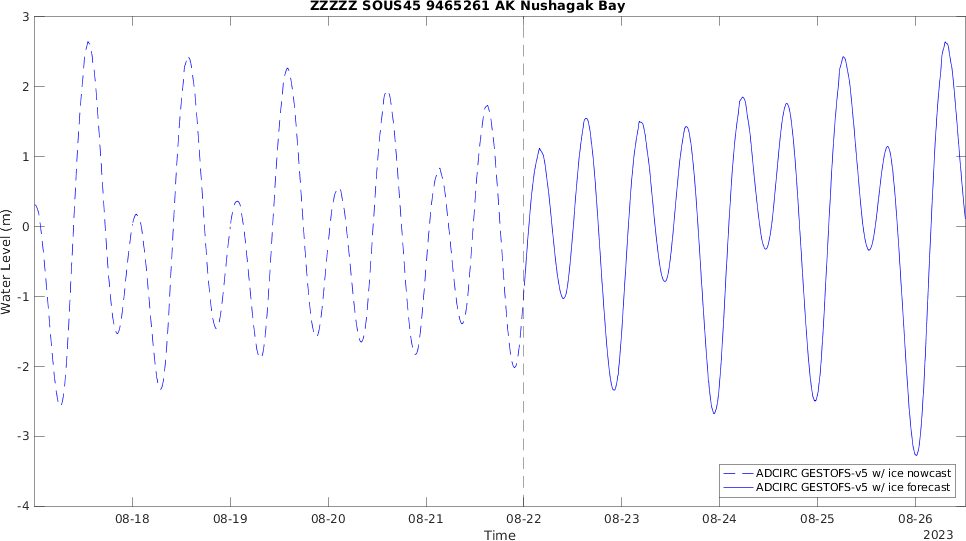 ZZZZZ SOUS45 9465261 AK Nushagak Bay
Water Level (m)
3
2
1
0
-1
-2
-3
-4
ADCIRC GESTOFS-v5 w/ ice nowcast
ADCIRC GESTOFS-v5 w/ ice forecast
08-18 08-19 08-20 08-21 08-22 08-23 08-24 08-25 08-26
Time
2023